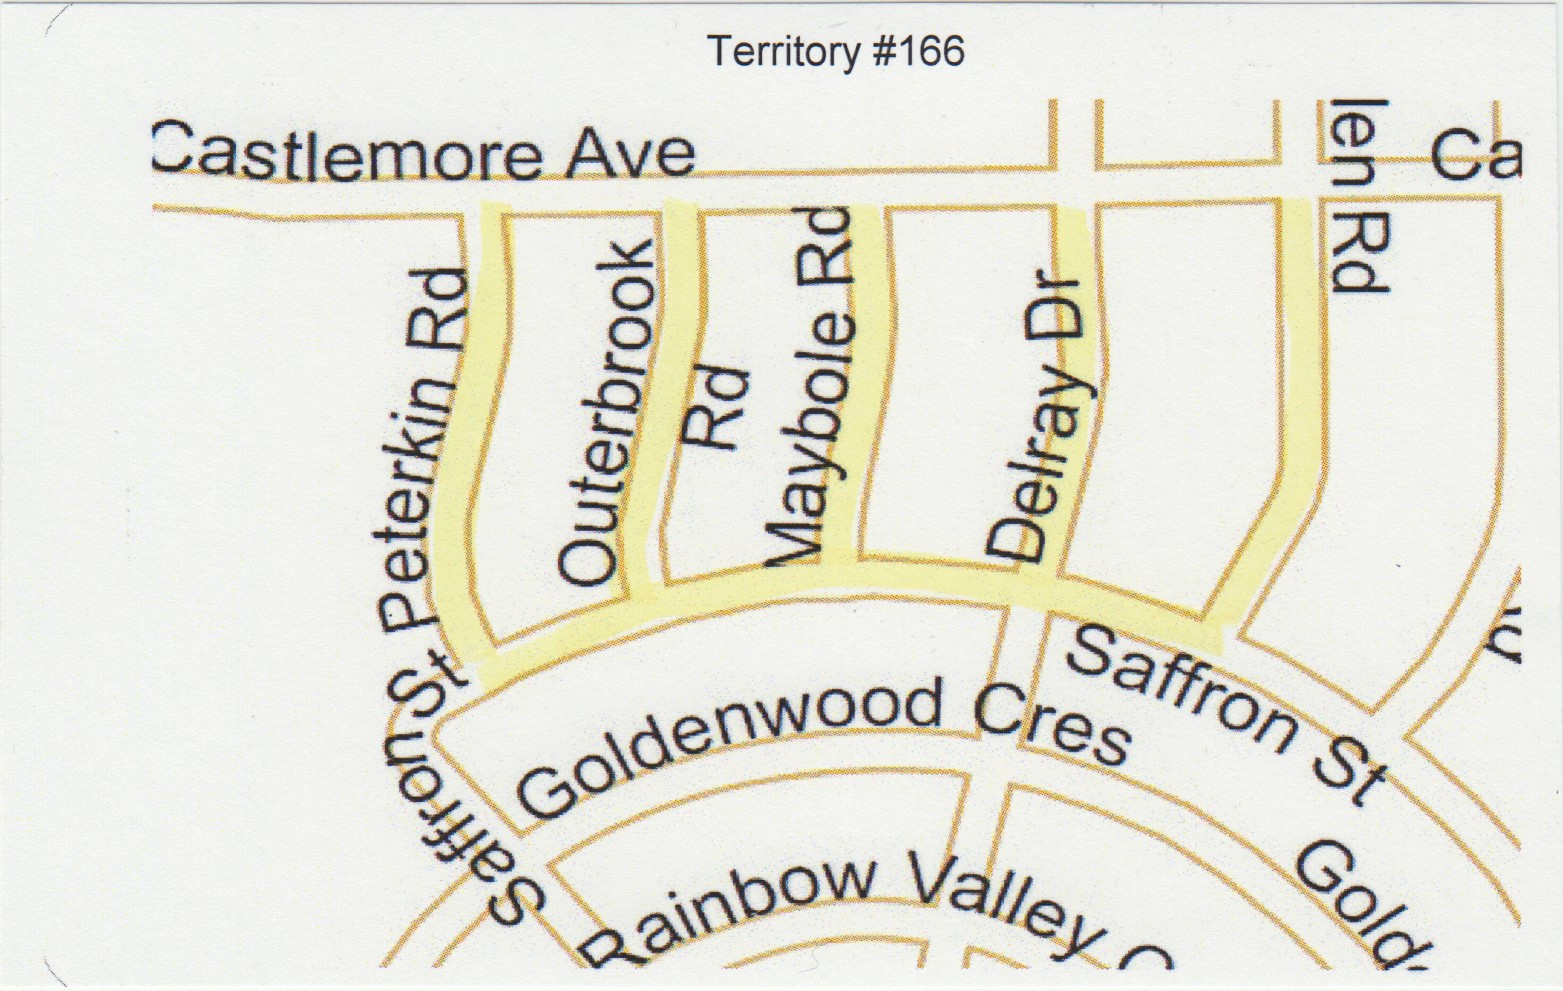 Territory #166
Castlemore Ave
len Rd
Ca
Peterkin Rd
Outerbrook
Rd
Maybole Rd
Delray Dr
Saffron St
Saffron St
Goldenwood Cres
Rainbow Valley C
Gold